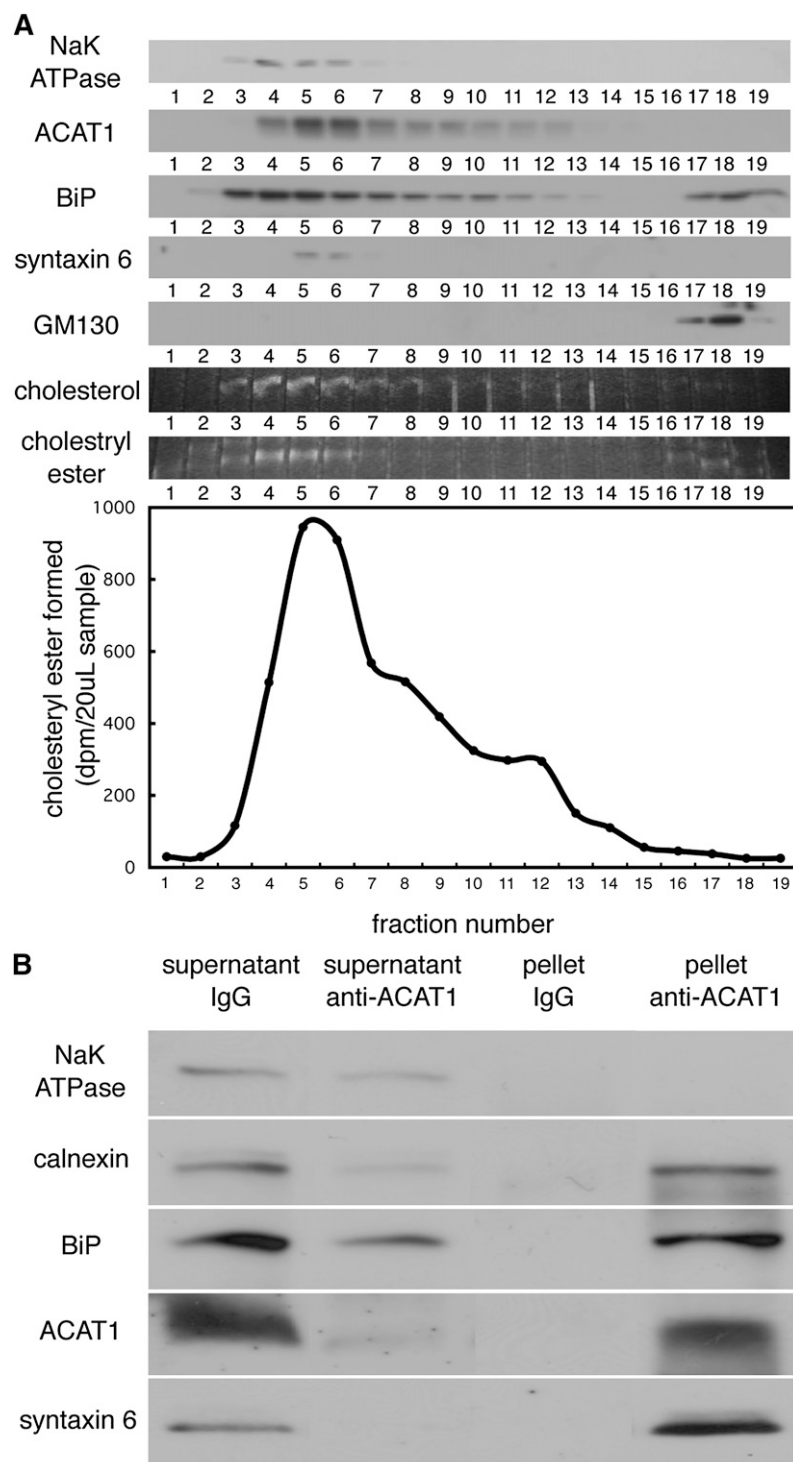 A
NaK
ATPase
1 2 3 4 5 6 7 8 9 10 11 12 13 14 15 16 17 18 19
ACAT1
1 2 3 4 5 6 7 8 9 10 11 12 13 14 15 16 17 18 19
BiP
1 2 3 4 5 6 7 8 9 10 11 12 13 14 15 16 17 18 19
syntaxin 6
1 2 3 4 5 6 7 8 9 10 11 12 13 14 15 16 17 18 19
GM130
1 2 3 4 5 6 7 8 9 10 11 12 13 14 15 16 17 18 19
cholesterol
1 2 3 4 5 6 7 8 9 10 11 12 13 14 15 16 17 18 19
cholestryl
ester
1 2 3 4 5 6 7 8 9 10 11 12 13 14 15 16 17 18 19
cholesteryl ester formed
(dpm/20uL sample)
1000
800
600
400
200
0
1 2 3 4 5 6 7 8 9 10 11 12 13 14 15 16 17 18 19
fraction number
B
supernatant
IgG
supernatant
anti-ACAT1
pellet
IgG
pellet
anti-ACAT1
NaK
ATPase
calnexin
BiP
ACAT1
syntaxin 6